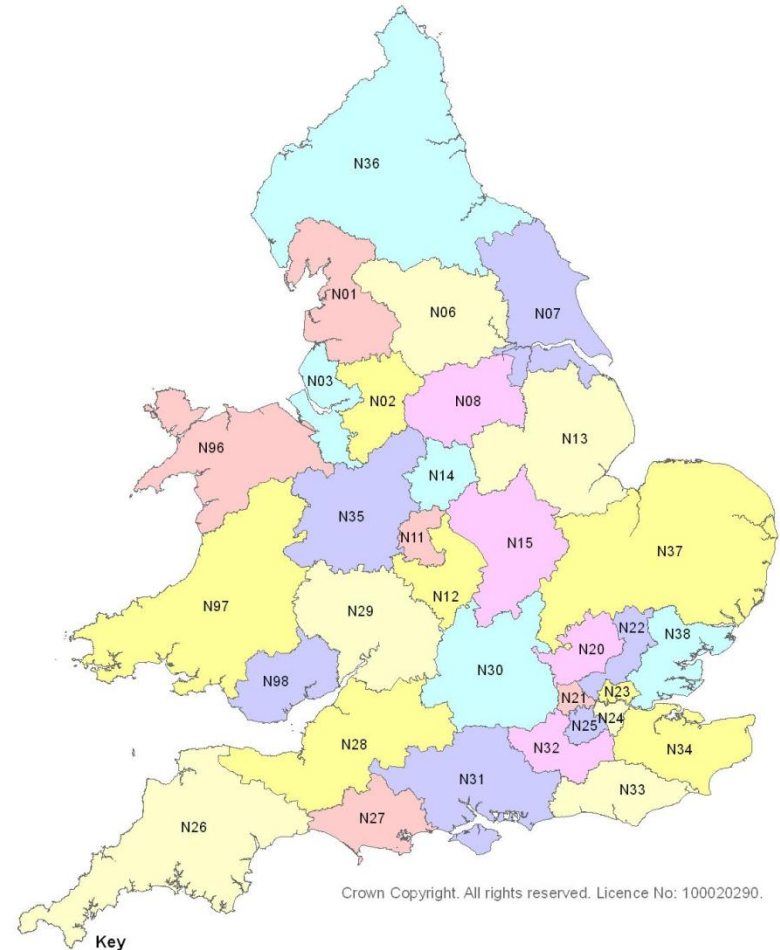 N36
N01
N06
N07
N03
N02
N08
N13
N96
N14
N35
N11
N15
N37
N12
N97
N29
N22
N38
N20
N30
N98
N21
N23
N24
N25
N28
N32
N34
N31
N33
N27
N26
Crown Copyright. All rights reserved. Licence No: 100020290.
Key